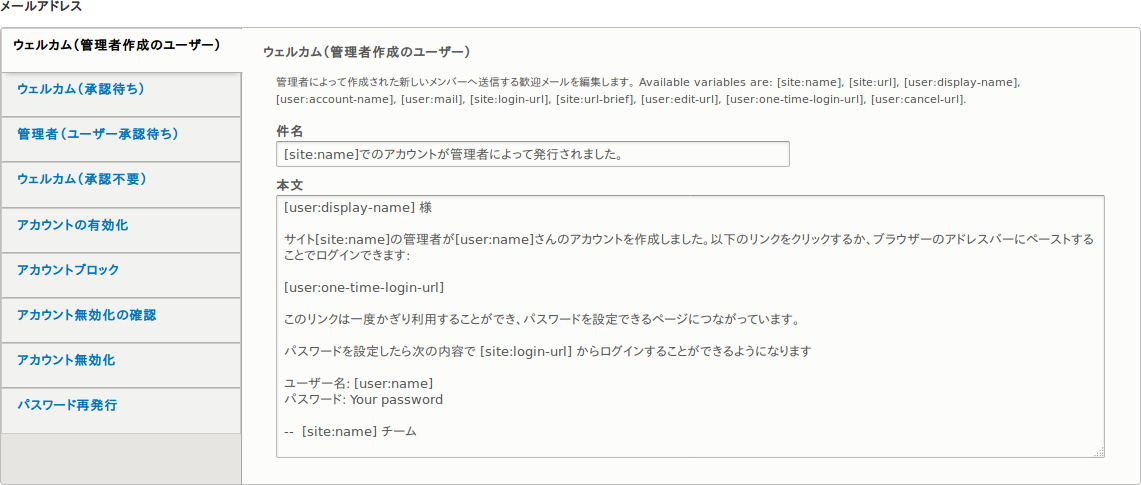 メールアドレス
ウェルカム（管理者作成のユーザー）
ウェルカム（承認待ち）
管理者（ユーザー承認待ち）
ウェルカム（承認不要）
アカウントの有効化
アカウントブロック
アカウント無効化の確認
アカウント無効化
パスワード再発行
ウェルカム（管理者作成のユーザー）
管理者によって作成された新しいメンバーへ送信する歓迎メールを編集します。 Available variables are: [site:name], [site:url], [user:display-name],
[user:account-name], [user:mail], [site:login-url], [site:url-brief], [user:edit-url], [user:one-time-login-url], [user:cancel-url].
件名
[site:name]でのアカウントが管理者によって発行されました。
本文
[user:display-name] 様
サイト[site:name]の管理者が[user:name]さんのアカウントを作成しました。以下のリンクをクリックするか、ブラウザーのアドレスバーにペーストする
ことでログインできます:
[user:one-time-login-url]
このリンクは一度かぎり利用することができ、パスワードを設定できるページにつながっています。
パスワードを設定したら次の内容で [site:login-url] からログインすることができるようになります
ユーザー名: [user:name]
パスワード: Your password
-- [site:name] チーム